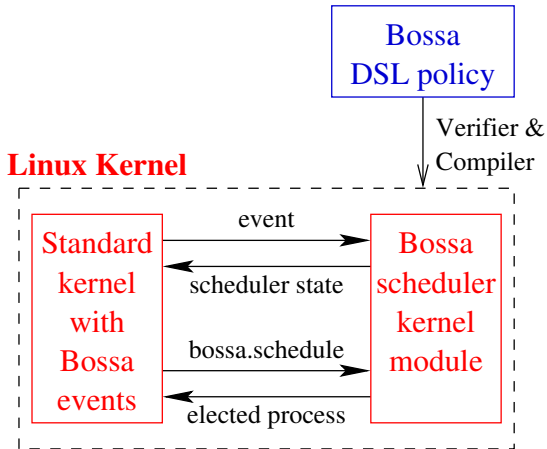 Bossa
DSL policy
Verifier &
Compiler
Linux Kernel
Standard
kernel
with
Bossa
events
event
scheduler state
bossa.schedule
elected process
Bossa
scheduler
kernel
module